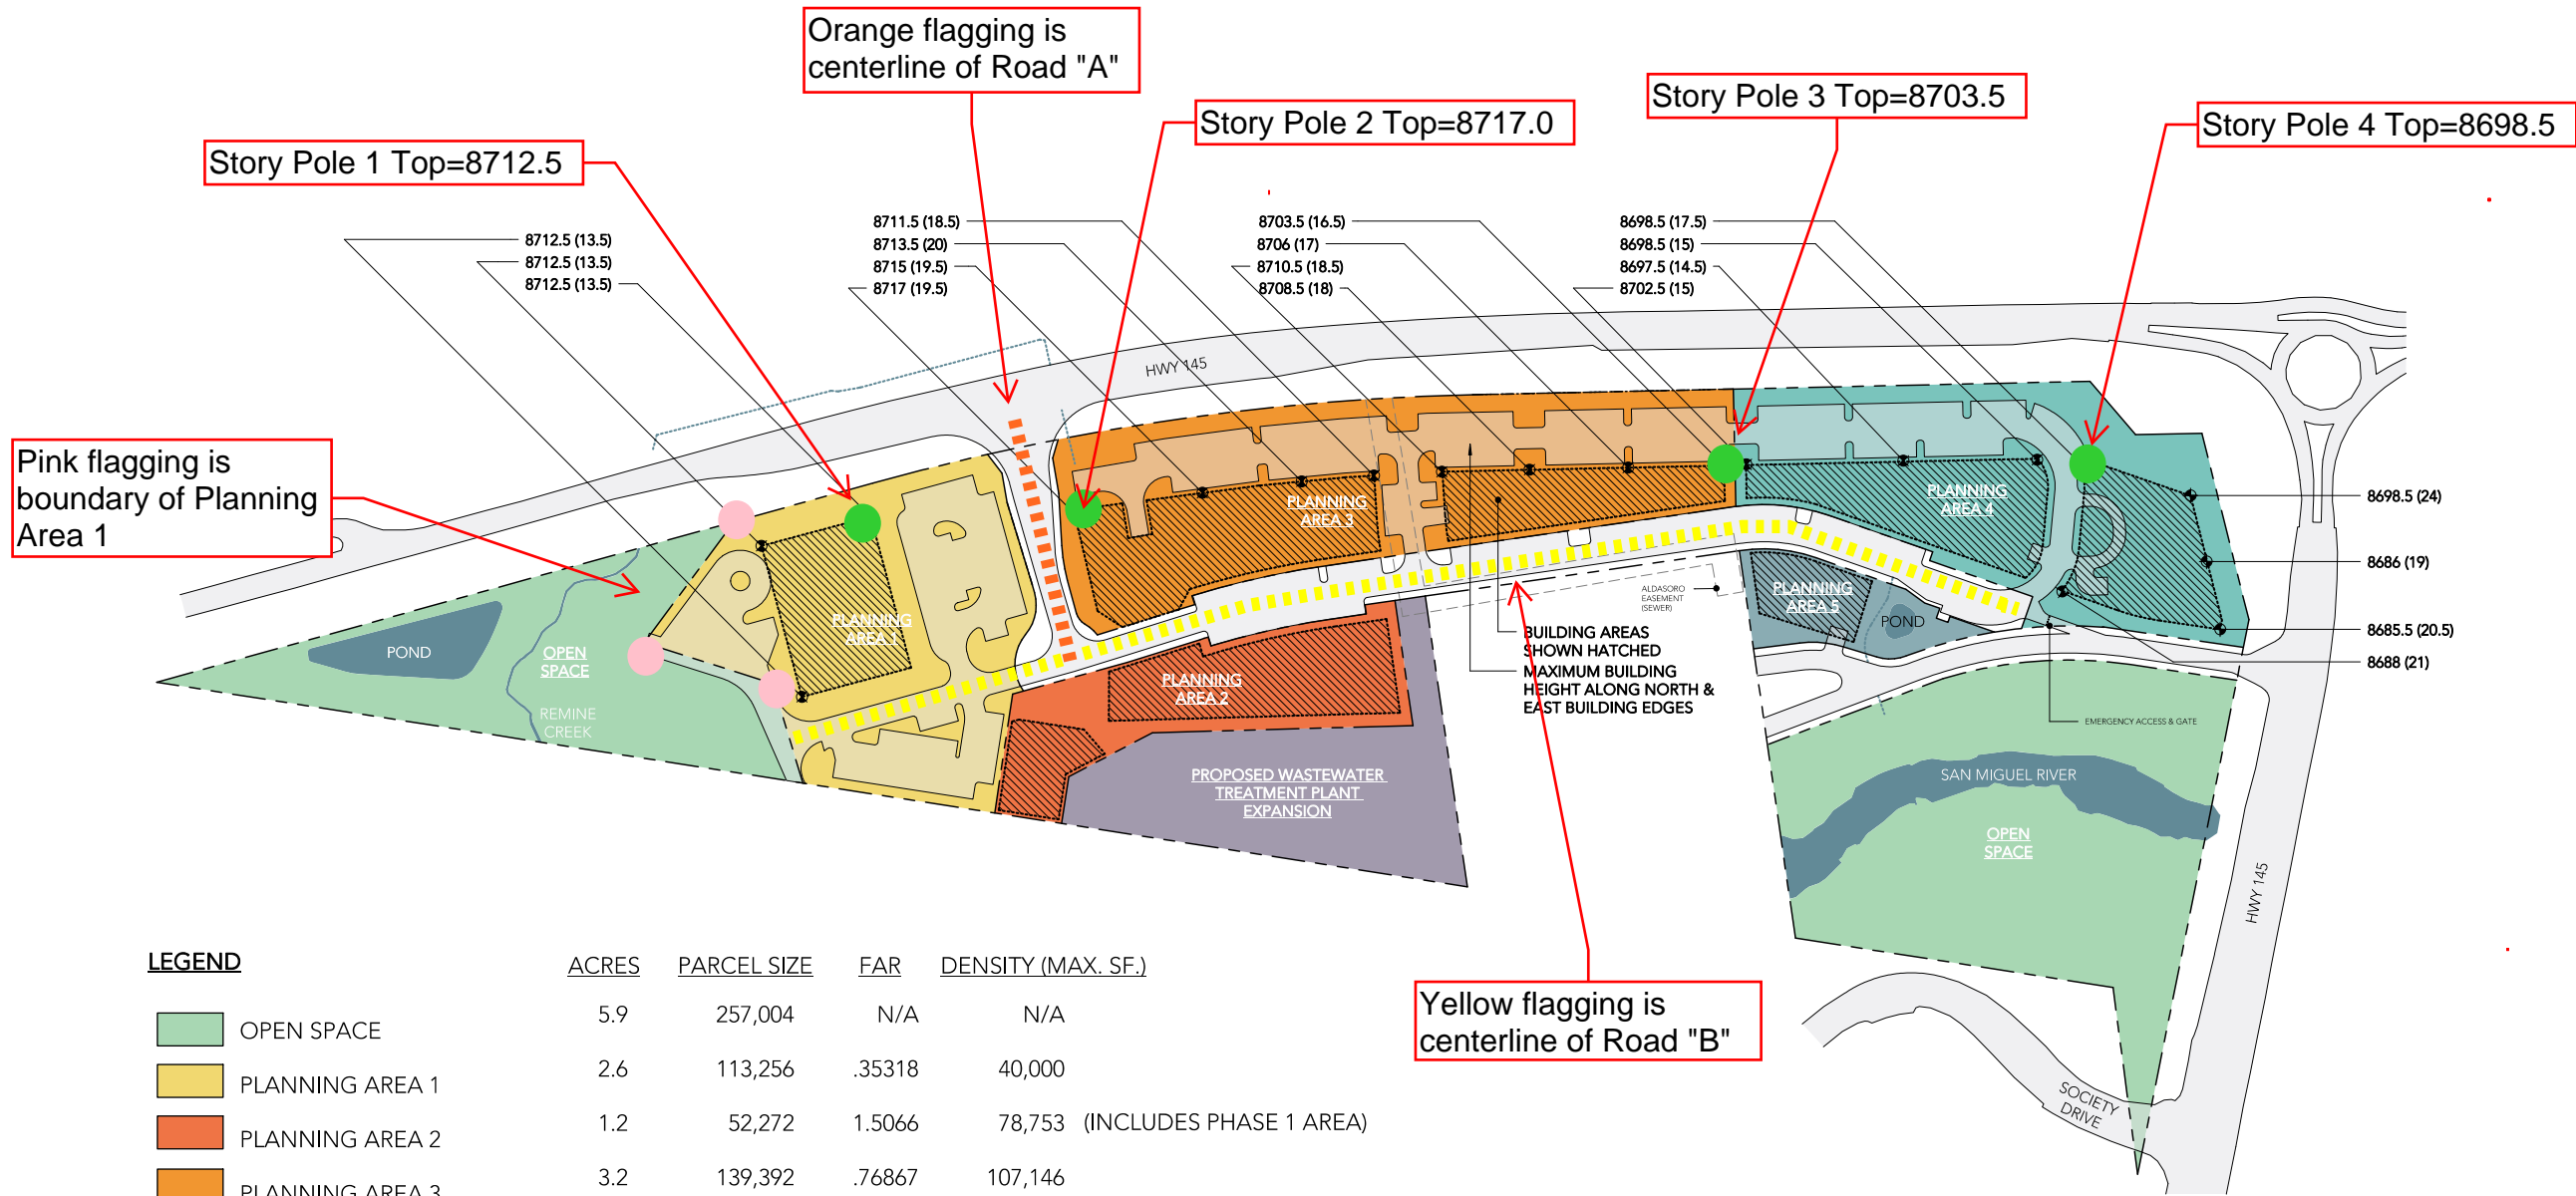 Orange flagging is
centerline of Road "A"
Story Pole 3 Top=8703.5
Story Pole 2 Top=8717.0
Story Pole 4 Top=8698.5
Story Pole 1 Top=8712.5
8712.5 (13.5)
8712.5 (13.5)
8712.5 (13.5)
8711.5 (18.5)
8713.5 (20)
8715 (19.5)
8717 (19.5)
8703.5 (16.5)
8706 (17)
8710.5 (18.5)
8708.5 (18)
8698.5 (17.5)
8698.5 (15)
8697.5 (14.5)
8702.5 (15)
HWY 145
Pink flagging is
boundary of Planning
Area 1
PLANNING
AREA 3
PLANNING
AREA 4
8698.5 (24)
8686 (19)
8685.5 (20.5)
8688 (21)
PLANNING
AREA 1
POND
OPEN
SPACE
REMINE
CREEK
ALDASORO
EASEMENT
(SEWER)
PLANNING
AREA 5
POND
BUILDING AREAS
SHOWN HATCHED
MAXIMUM BUILDING
HEIGHT ALONG NORTH &
EAST BUILDING EDGES
PLANNING
AREA 2
EMERGENCY ACCESS & GATE
PROPOSED WASTEWATER
TREATMENT PLANT
EXPANSION
SAN MIGUEL RIVER
OPEN
SPACE
HWY 145
Yellow flagging is
centerline of Road "B"
SOCIETY
DRIVE
LEGEND
ACRES PARCEL SIZE FAR DENSITY (MAX. SF.)
OPEN SPACE 5.9 257,004 N/A N/A
PLANNING AREA 1 2.6 113,256 .35318 40,000
PLANNING AREA 2 1.2 52,272 1.5066 78,753 (INCLUDES PHASE 1 AREA)
PLANNING AREA 3 3.2 139,392 .76867 107,146